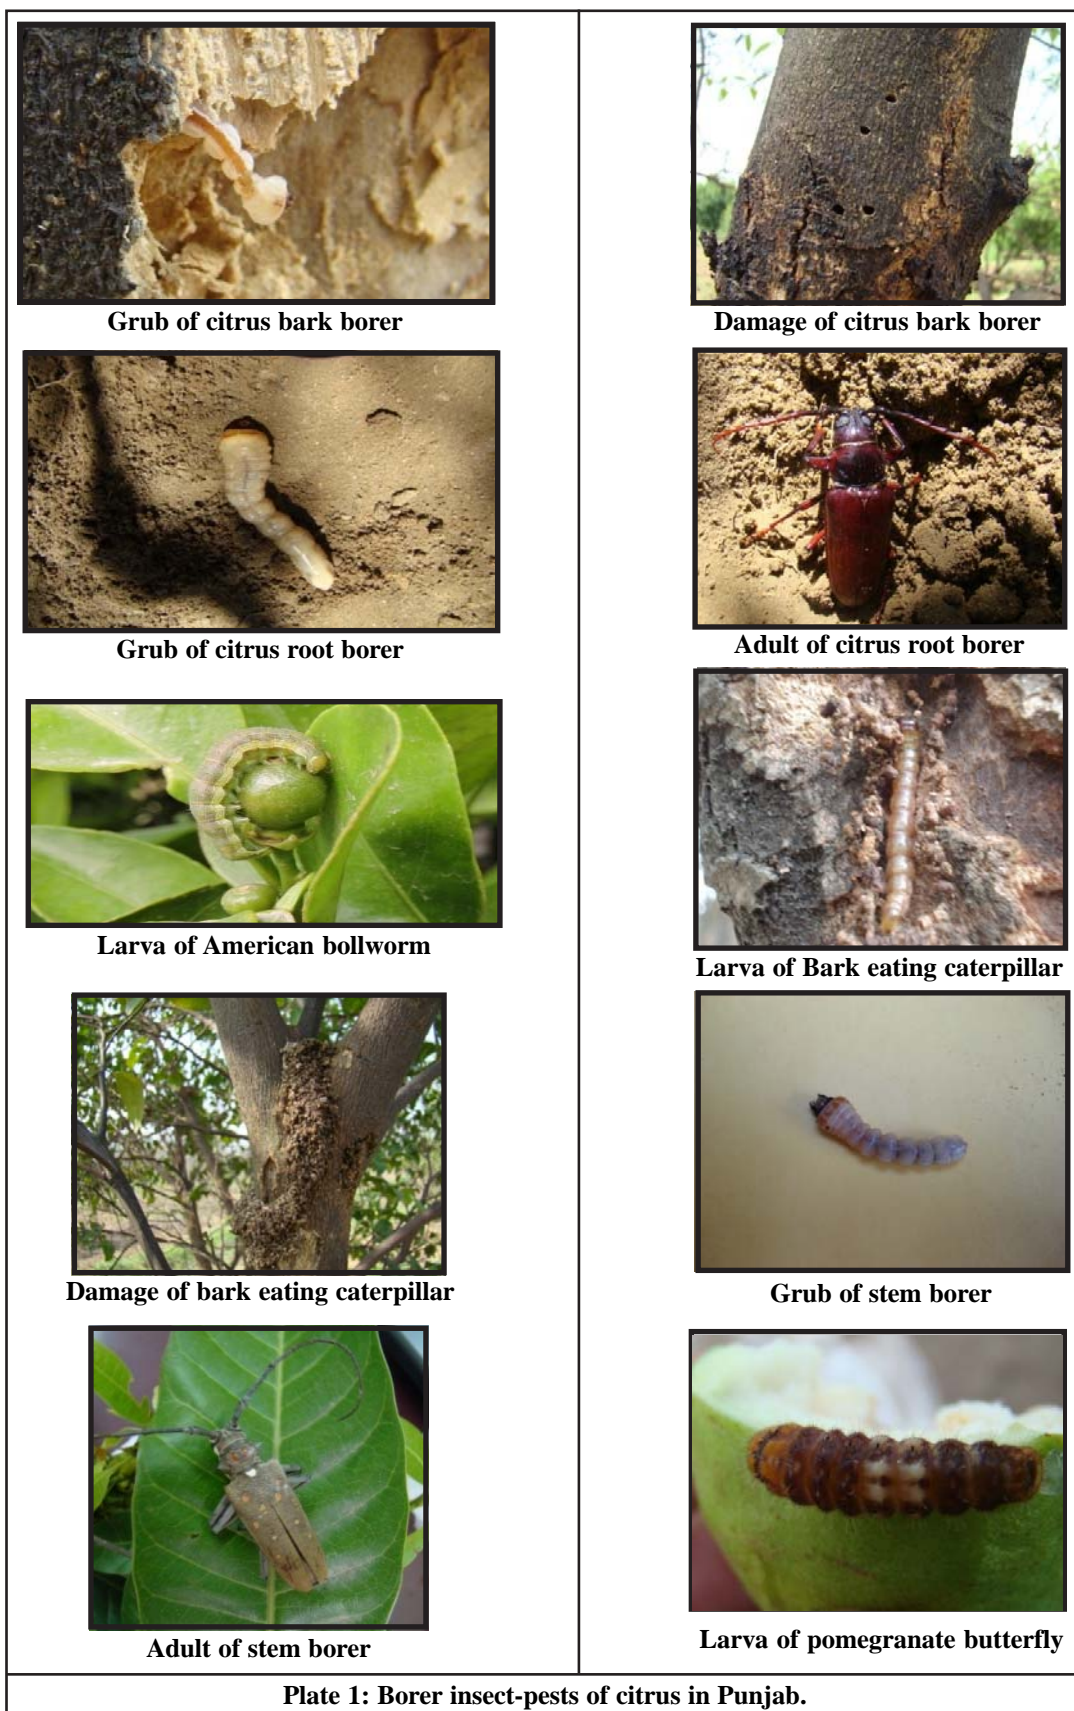 Grub of citrus bark borer
Damage of citrus bark borer
Grub of citrus root borer
Adult of citrus root borer
Larva of American bollworm
Larva of Bark eating caterpillar
Damage of bark eating caterpillar
Grub of stem borer
Adult of stem borer
Larva of pomegranate butterfly
Plate 1: Borer insect-pests of citrus in Punjab.